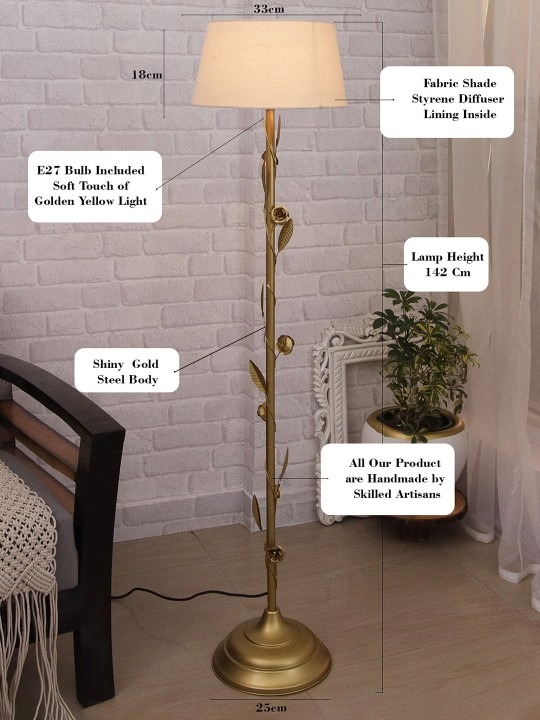 33cm
18cm
Fabric Shade
Styrene Diffuser
Lining Inside
E27 Bulb Included
Soft Touch of
Golden Yellow Light
Lamp Height
142 Cm
Shiny Gold
Steel Body
All Our Product
are Handmade by
Skilled Artisans
25cm